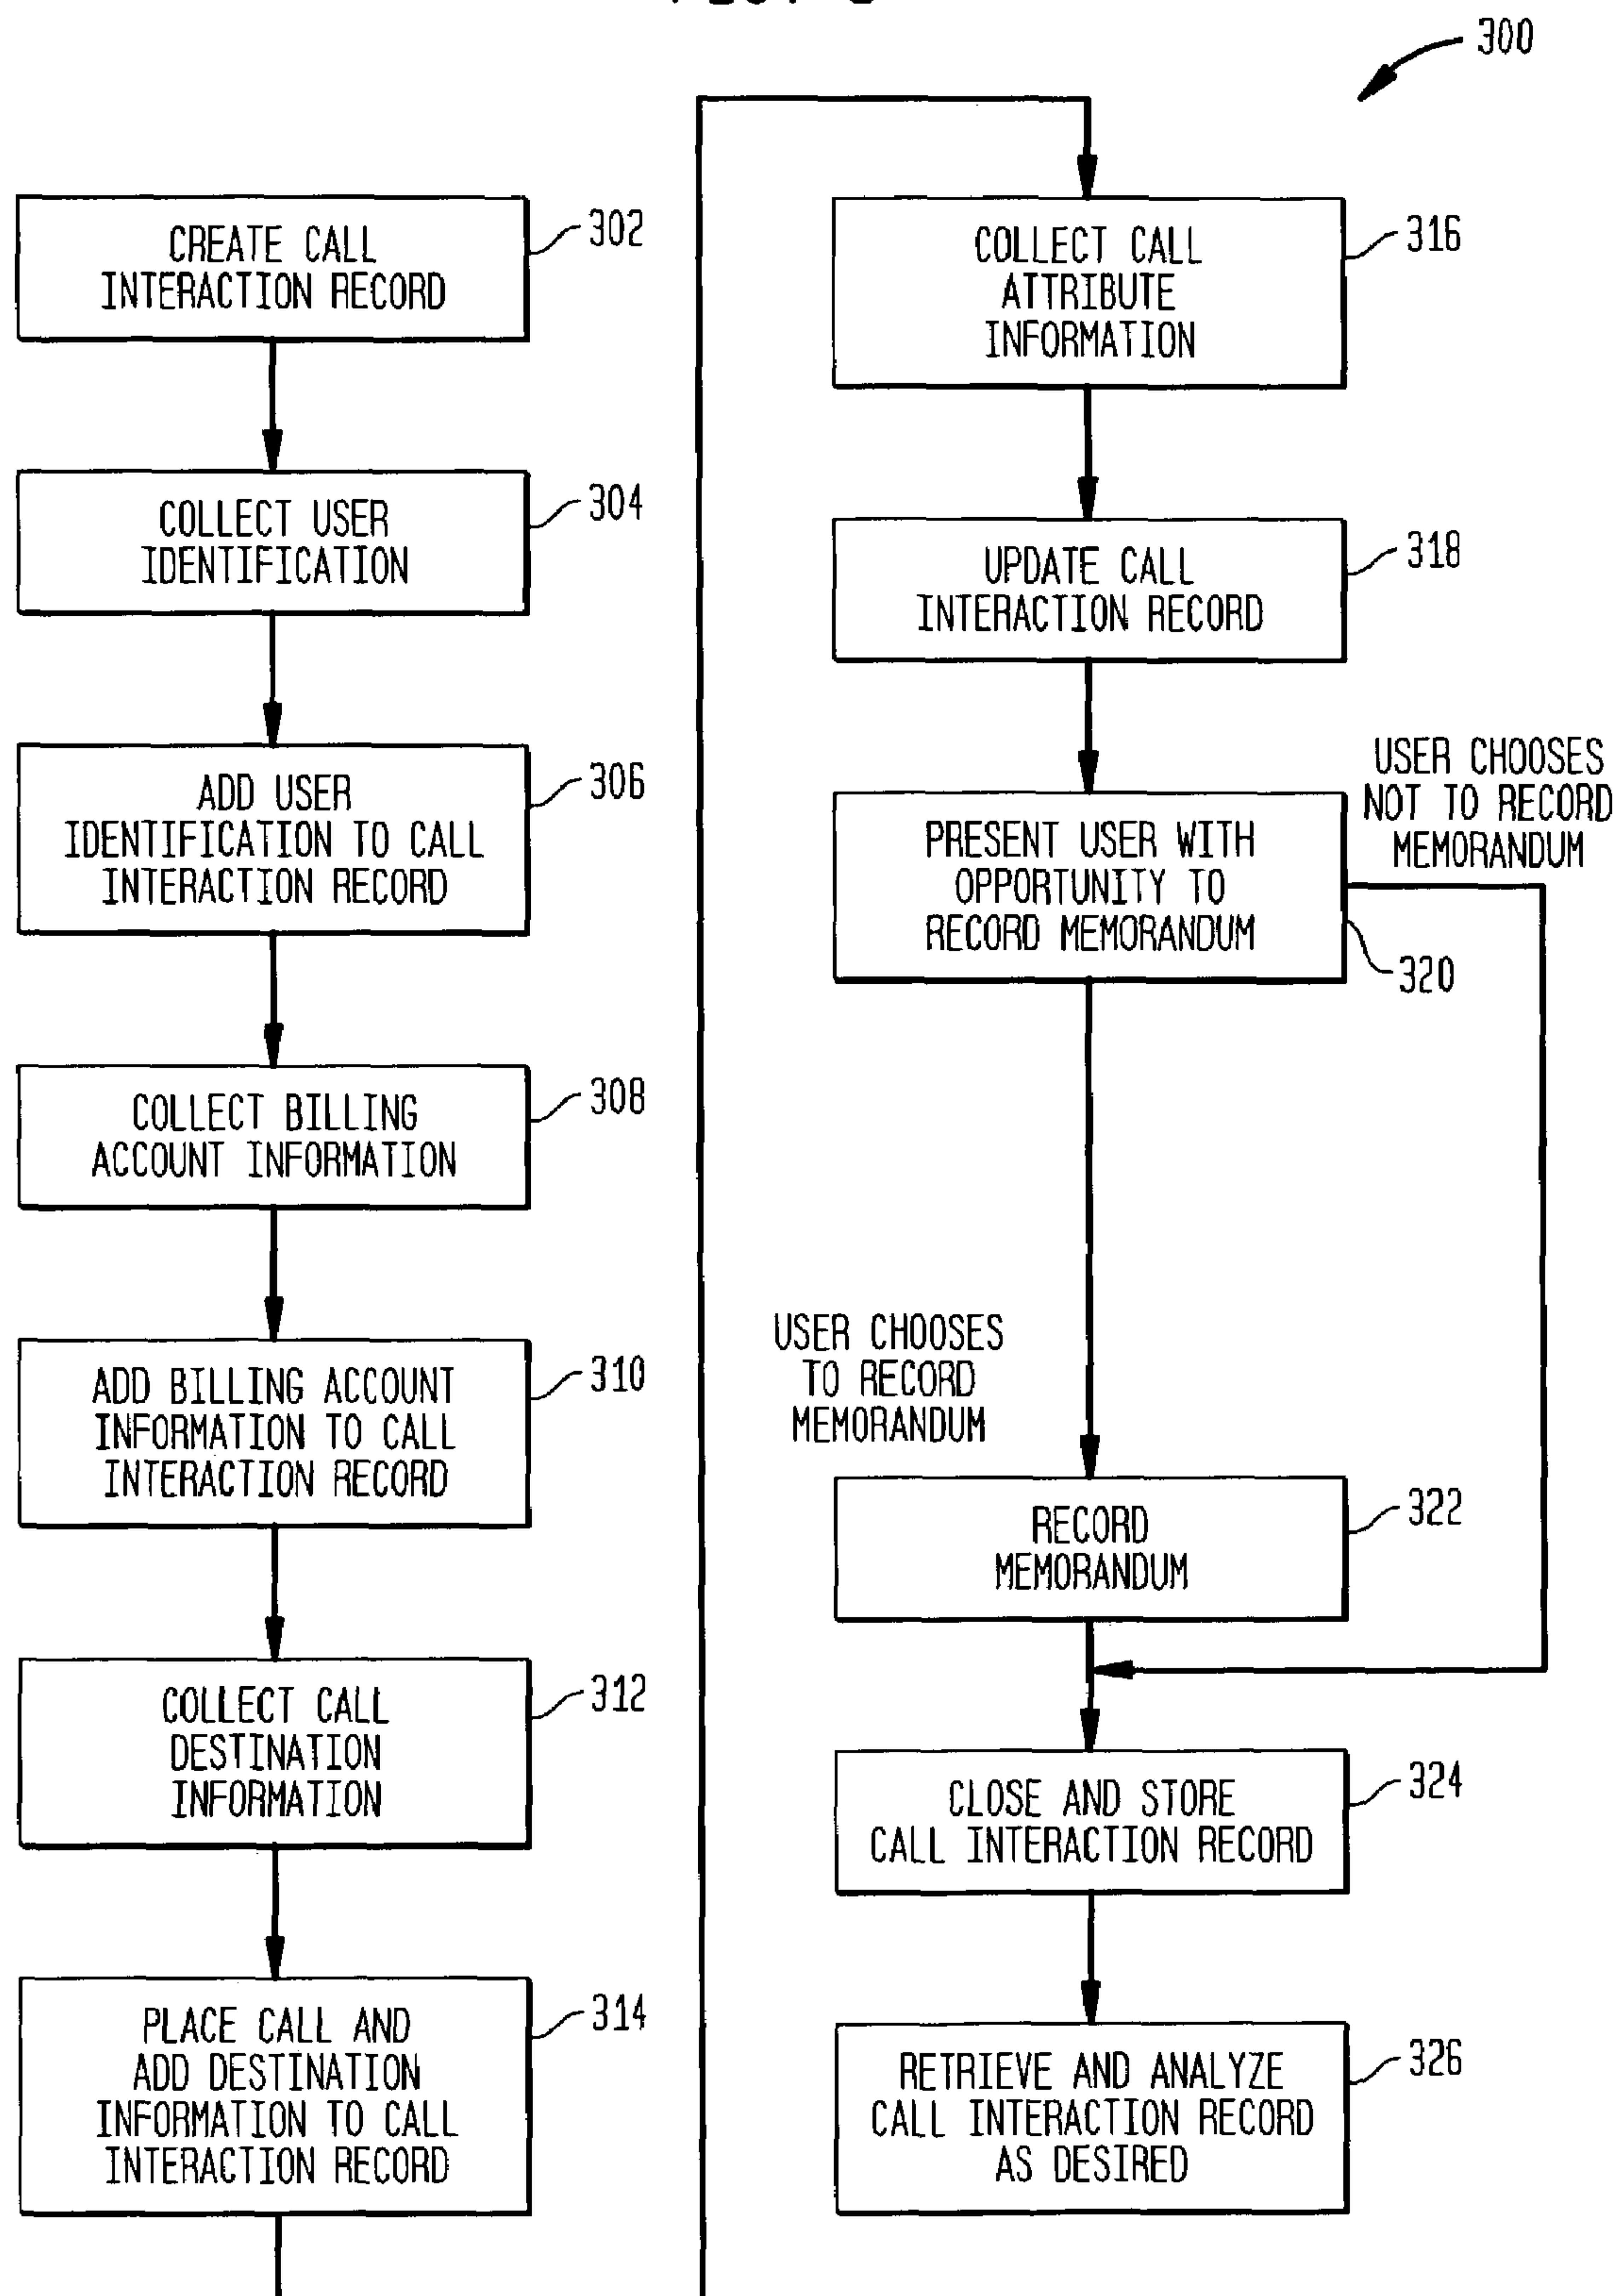 300
CREATE CALL
INTERACTION RECORD
302
COLLECT USER
IDENTIFICATION
304
ADD USER
IDENTIFICATION TO CALL
INTERACTION RECORD
306
COLLECT BILLING
ACCOUNT INFORMATION
308
ADD BILLING ACCOUNT
INFORMATION TO CALL
INTERACTION RECORD
310
COLLECT CALL
DESTINATION
INFORMATION
312
PLACE CALL AND
ADD DESTINATION
INFORMATION TO CALL
INTERACTION RECORD
314
COLLECT CALL
ATTRIBUTE
INFORMATION
316
UPDATE CALL
INTERACTION RECORD
318
PRESENT USER WITH
OPPORTUNITY TO
RECORD MEMORANDUM
320
USER CHOOSES
NOT TO RECORD
MEMORANDUM
USER CHOOSES
TO RECORD
MEMORANDUM
RECORD
MEMORANDUM
322
CLOSE AND STORE
CALL INTERACTION RECORD
324
RETRIEVE AND ANALYZE
CALL INTERACTION RECORD
AS DESIRED
326